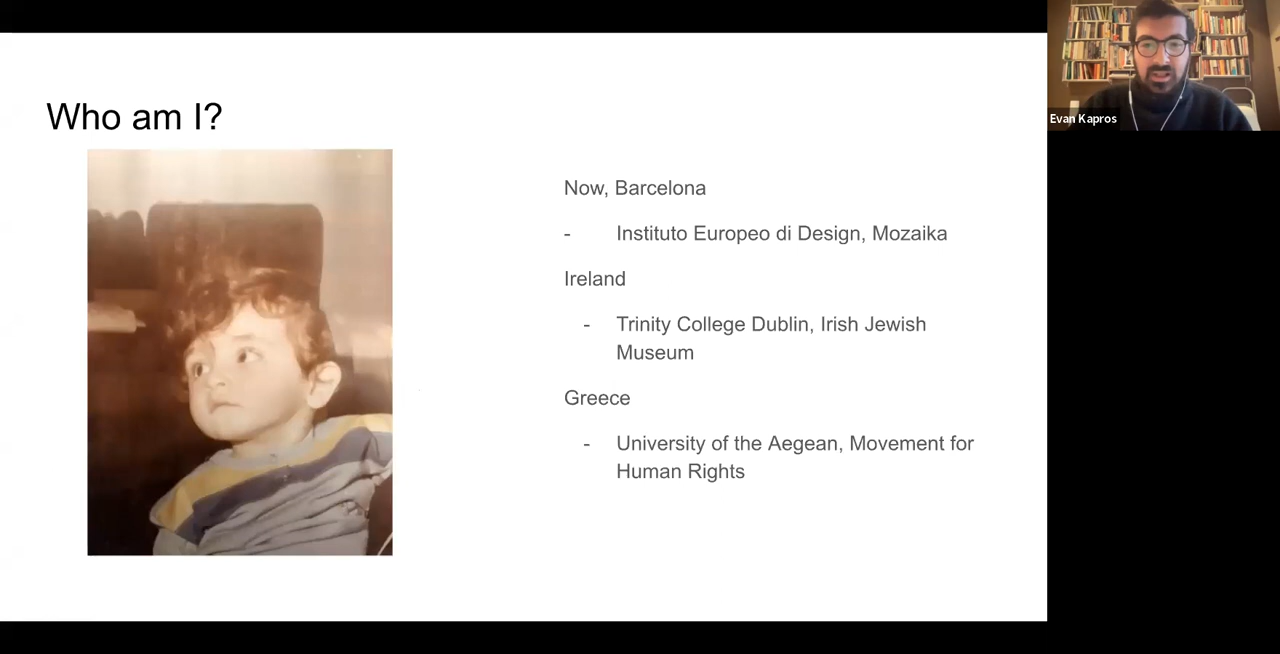 Who am I?
Now, Barcelona
- Instituto Europeo di Design, Mozaika
Ireland
- Trinity College Dublin, Irish Jewish
Museum
Greece
- University of the Aegean, Movement for
Human Rights
Evan Kapros